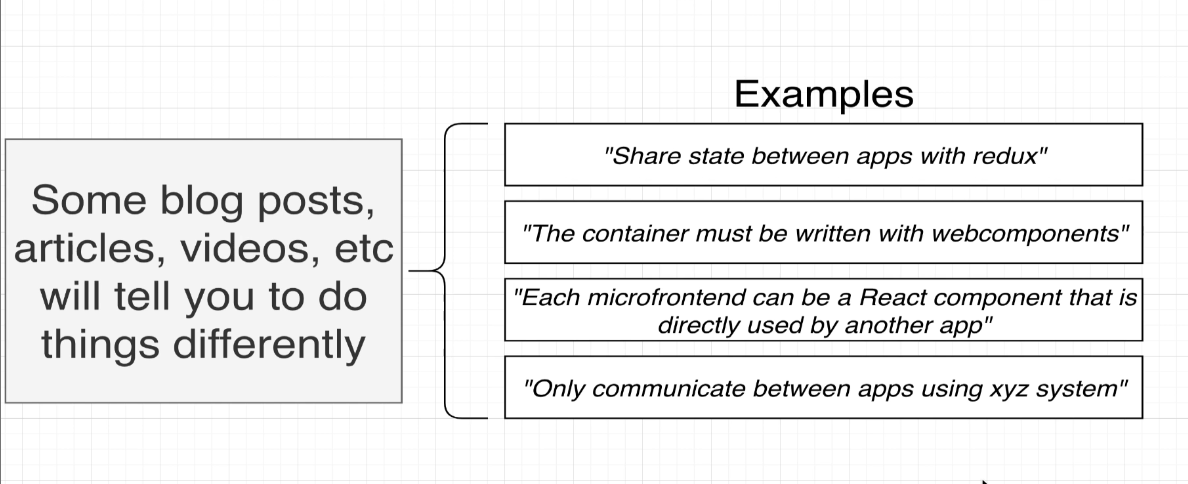 Examples
Some blog posts,
articles, videos, etc
will tell you to do
things differently
"Share state between apps with redux"
"The container must be written with webcomponents"
"Each microfrontend can be a React component that is
directly used by another app"
"Only communicate between apps using xyz system"